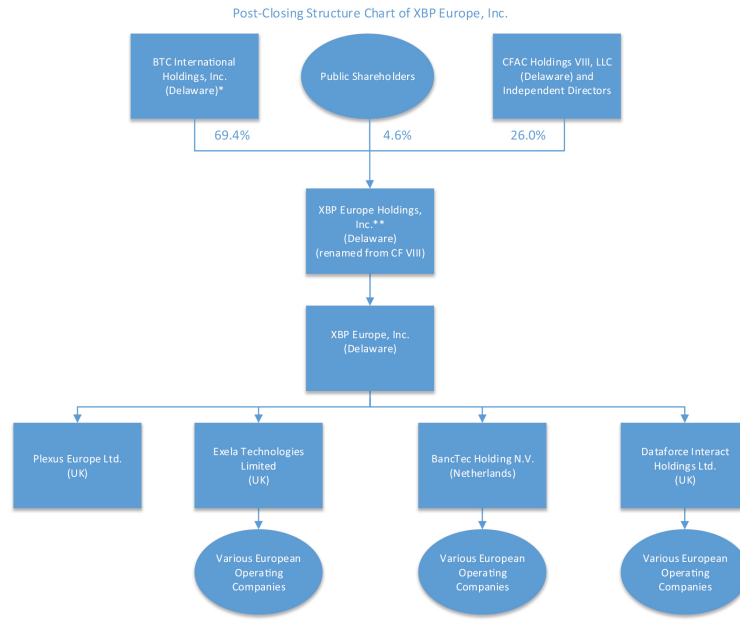 Post-Closing Structure Chart of XBP Europe, Inc.
BTC International
Holdings, Inc.
(Delaware)*
Public Shareholders
CFAC Holdings VIII, LLC
(Delaware) and
Independent Directors
69.4%
4.6%
26.0%
XBP Europe Holdings,
Inc.**
(Delaware)
(renamed from CF VIII)
XBP Europe, Inc.
(Delaware)
Plexus Europe Ltd.
(UK)
Exela Technologies
Limited
(UK)
BancTec Holding N.V.
(Netherlands)
Dataforce Interact
Holdings Ltd.
(UK)
Various European
Operating
Companies
Various European
Operating
Companies
Various European
Operating
Companies